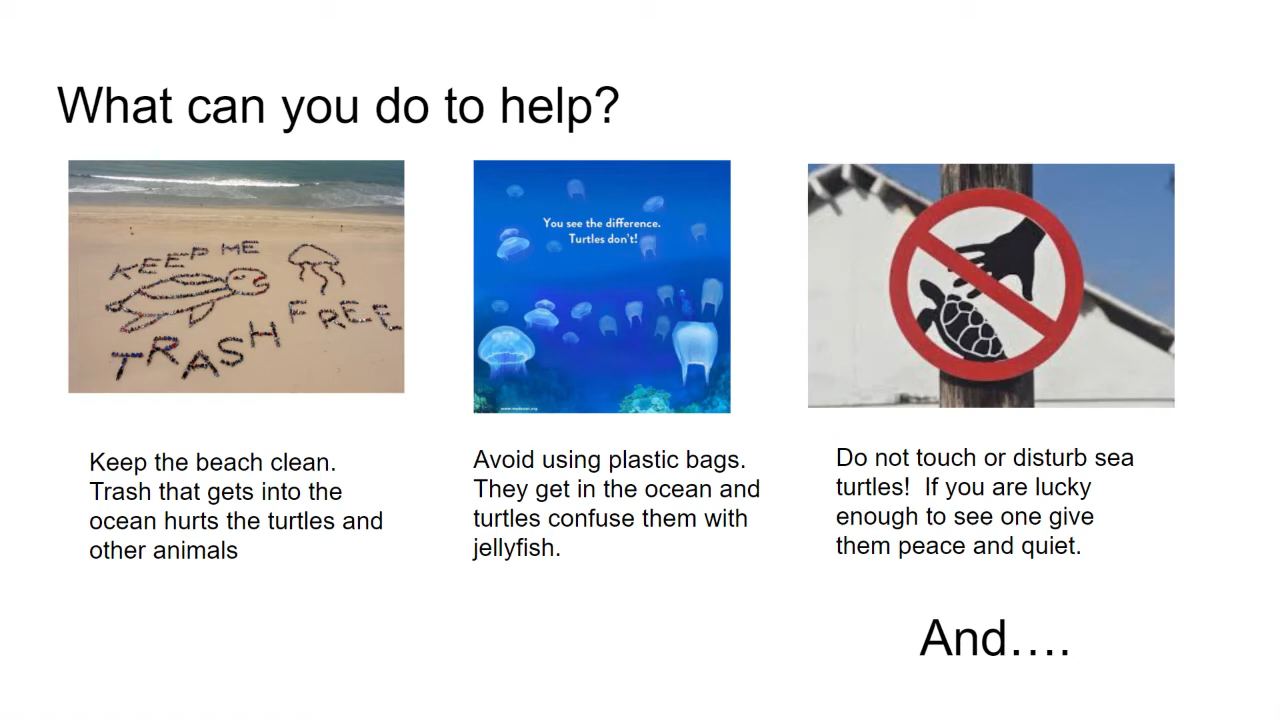 What can you do to help?
KEEP ME
TRASH FREE
You see the difference.
Turtles don't!
Keep the beach clean.
Trash that gets into the
ocean hurts the turtles and
other animals
Avoid using plastic bags.
They get in the ocean and
turtles confuse them with
jellyfish.
Do not touch or disturb sea
turtles!  If you are lucky
enough to see one give
them peace and quiet.
And....